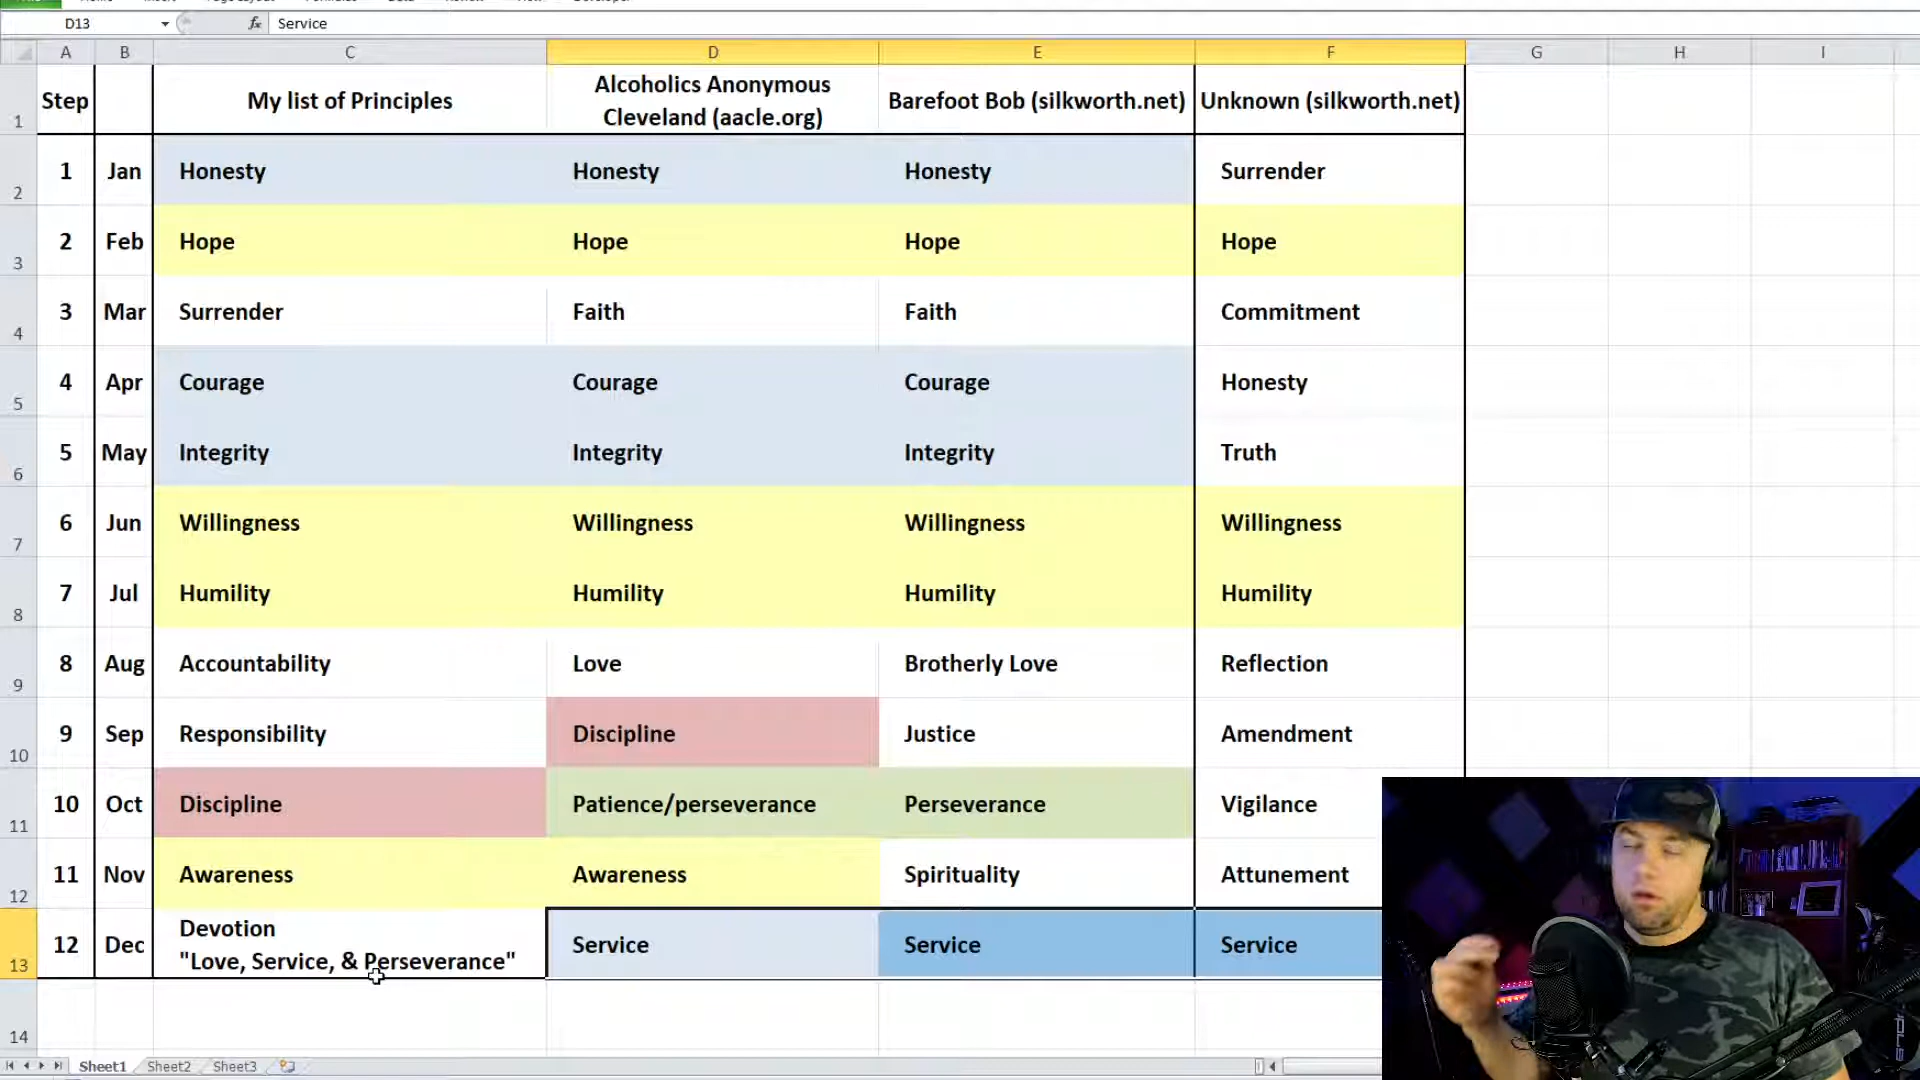 D13 fx Service
A B C D E F G H I
1 Step My list of Principles Alcoholics Anonymous Cleveland (aacle.org) Barefoot Bob (silkworth.net) Unknown (silkworth.net)
2 1 Jan Honesty Honesty Honesty Surrender
3 2 Feb Hope Hope Hope Hope
4 3 Mar Surrender Faith Faith Commitment
5 4 Apr Courage Courage Courage Honesty
6 5 May Integrity Integrity Integrity Truth
7 6 Jun Willingness Willingness Willingness Willingness
8 7 Jul Humility Humility Humility Humility
9 8 Aug Accountability Love Brotherly Love Reflection
10 9 Sep Responsibility Discipline Justice Amendment
11 10 Oct Discipline Patience/perseverance Perseverance Vigilance
12 11 Nov Awareness Awareness Spirituality Attunement
13 12 Dec Devotion "Love, Service, & Perseverance" Service Service Service
14
Sheet1 Sheet2 Sheet3